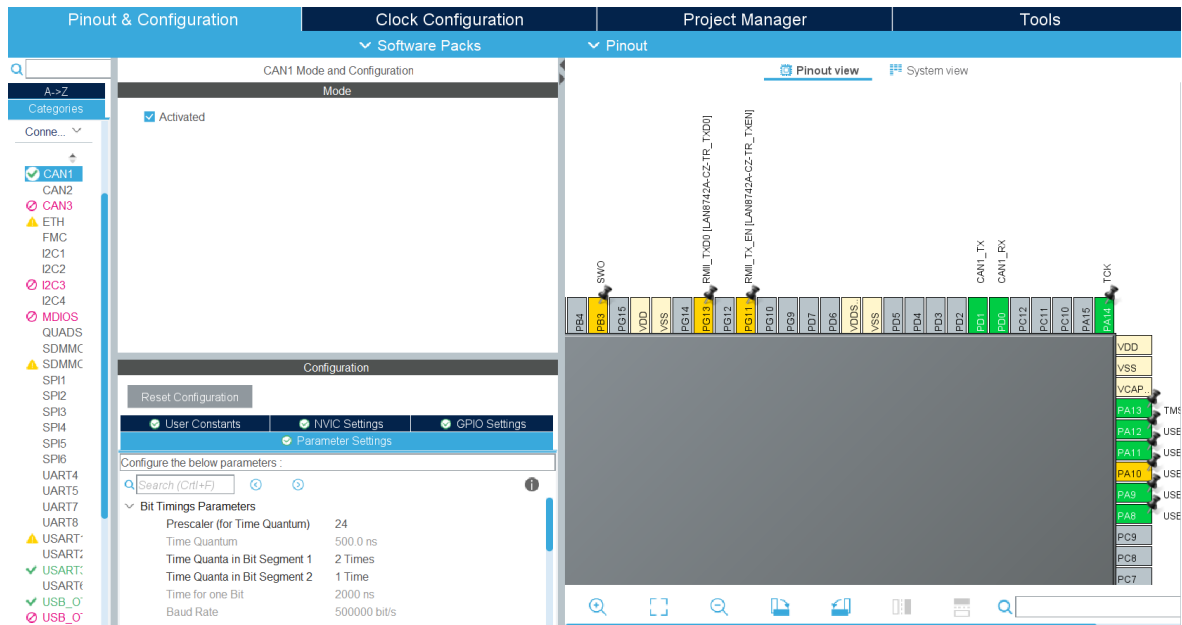 Pinout & Configuration
Clock Configuration
Project Manager
Tools
Software Packs
Pinout
CAN1 Mode and Configuration
Pinout view
System view
A->Z
Categories
Conne...
CAN1
CAN2
CAN3
ETH
FMC
I2C1
I2C2
I2C3
I2C4
MDIOS
QUADS
SDMMC
SDMMC
SPI1
SPI2
SPI3
SPI4
SPI5
SPI6
UART4
UART5
UART7
UART8
USART1
USART2
USART3
USART6
USB_OT
USB_OT
Mode
Activated
Configuration
Reset Configuration
User Constants
NVIC Settings
GPIO Settings
Parameter Settings
Configure the below parameters :
Search (Crtl+F)
Bit Timings Parameters
Prescaler (for Time Quantum) 24
Time Quantum 500.0 ns
Time Quanta in Bit Segment 1 2 Times
Time Quanta in Bit Segment 2 1 Time
Time for one Bit 2000 ns
Baud Rate 500000 bit/s
SWO
RMII_TXD0 [LAN8742A-CZ-TR_TXD0]
RMII_TX_EN [LAN8742A-CZ-TR_TXEN]
CAN1_TX
CAN1_RX
TCK
PB4
PB3
PG15
VDD
VSS
PG14
PG13
PG12
PG11
PG10
PG9
PD7
PD6
VDDS..
VSS
PD5
PD4
PD3
PD2
PD1
PD0
PC12
PC11
PC10
PA15
PA14
VDD
VSS
VCAP..
PA13 TMS
PA12 USB
PA11 USB
PA10 USB
PA9 USB
PA8 USB
PC9
PC8
PC7